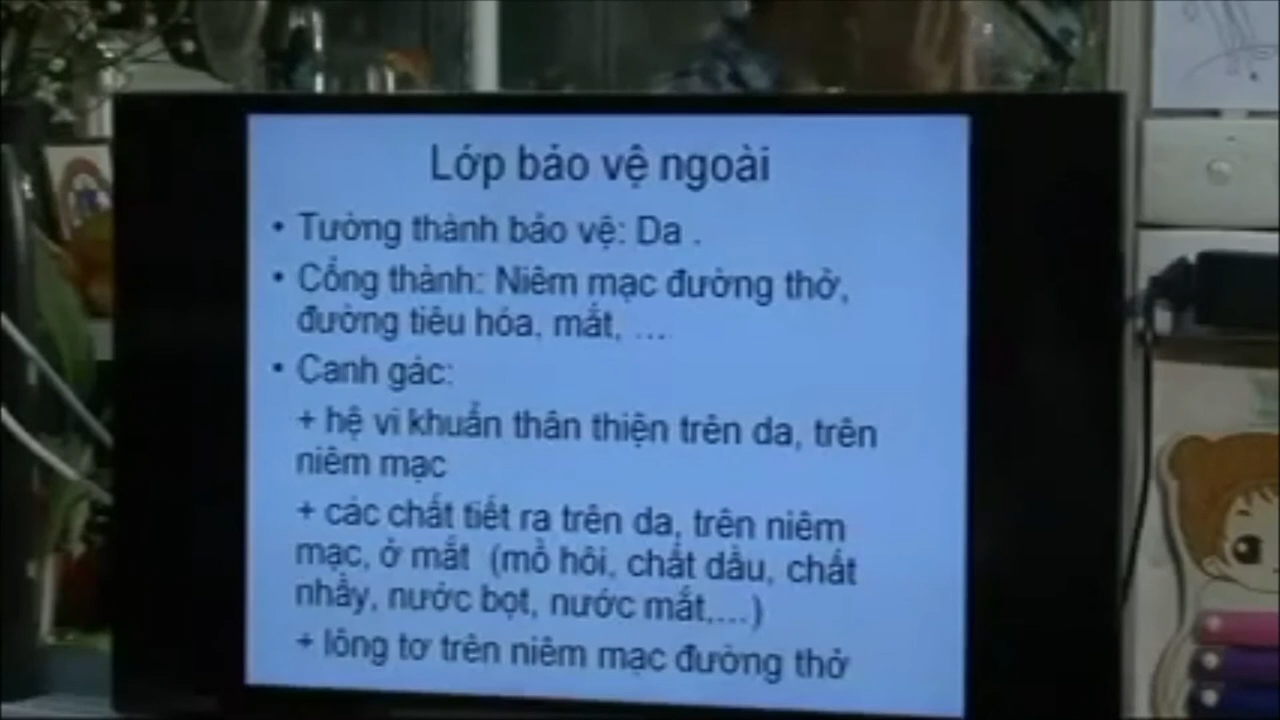 Lớp bảo vệ ngoài
• Tường thành bảo vệ: Da .
• Cổng thành: Niêm mạc đường thở,
đường tiêu hóa, mắt, ...
• Canh gác:
+ hệ vi khuẩn thân thiện trên da, trên
niêm mạc
+ các chất tiết ra trên da, trên niêm
mạc, ở mắt (mồ hôi, chất dầu, chất
nhầy, nước bọt, nước mắt,...)
+ lông tơ trên niêm mạc đường thở